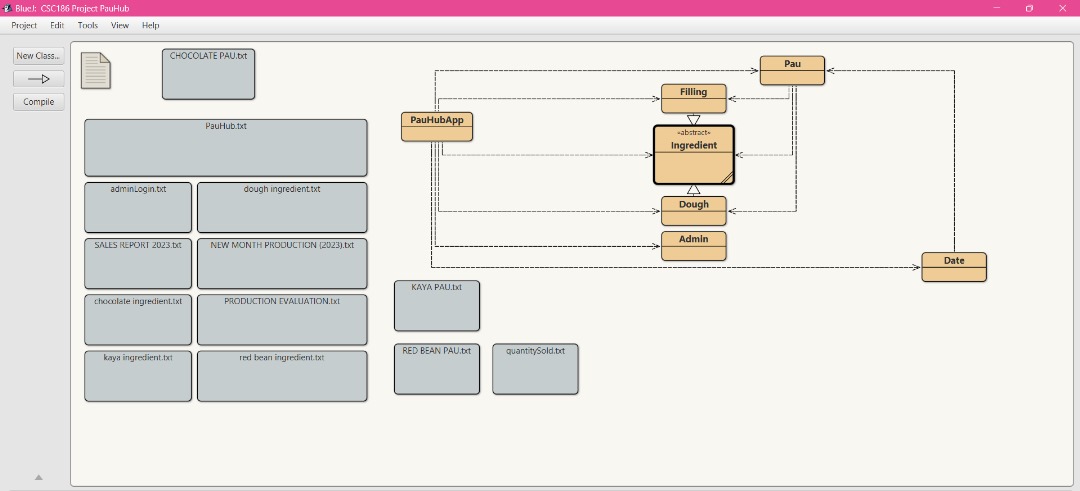 BlueJ: CSC186 Project PauHub
Project Edit Tools View Help
New Class...
Compile
CHOCOLATE PAU.txt
PauHub.txt
adminLogin.txt
dough ingredient.txt
SALES REPORT 2023.txt
NEW MONTH PRODUCTION (2023).txt
chocolate ingredient.txt
PRODUCTION EVALUATION.txt
kaya ingredient.txt
red bean ingredient.txt
PauHubApp
Pau
Filling
«abstract»
Ingredient
Dough
Admin
Date
KAYA PAU.txt
RED BEAN PAU.txt
quantitySold.txt